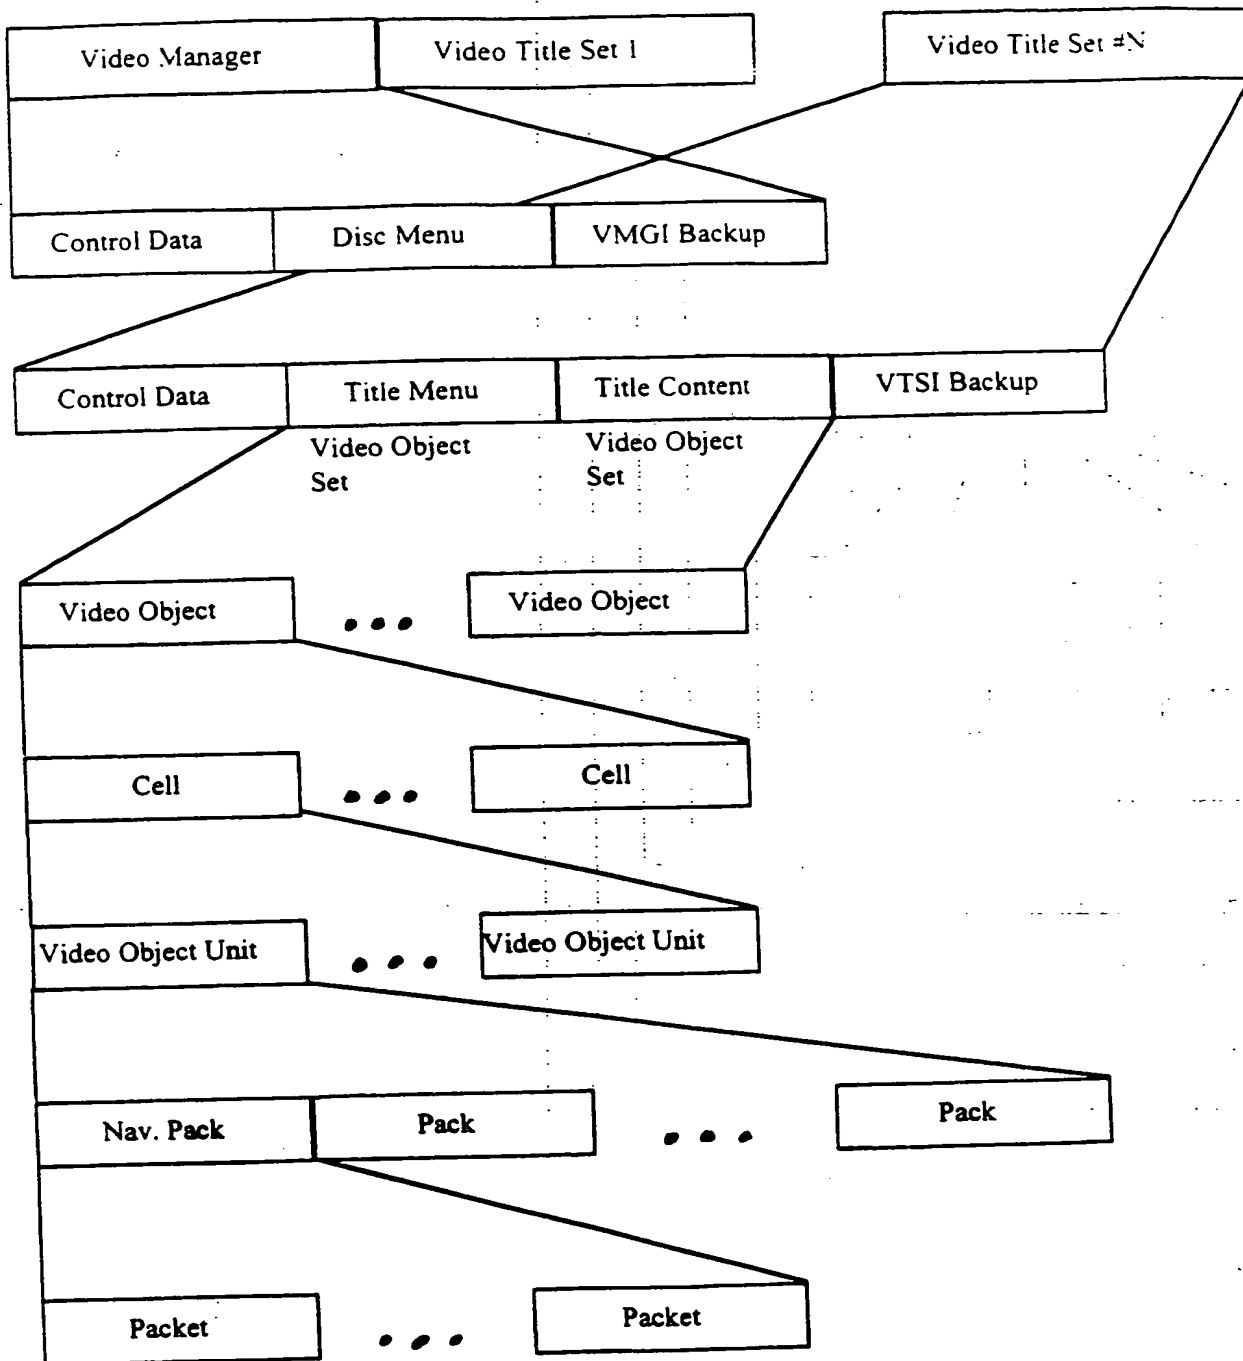 Video Manager
Video Title Set 1
Video Title Set #N
Control Data
Disc Menu
VMGI Backup
Control Data
Title Menu
Title Content
VTSI Backup
Video Object
Set
Video Object
Set
Video Object
Video Object
Cell
Cell
Video Object Unit
Video Object Unit
Nav. Pack
Pack
Pack
Packet
Packet